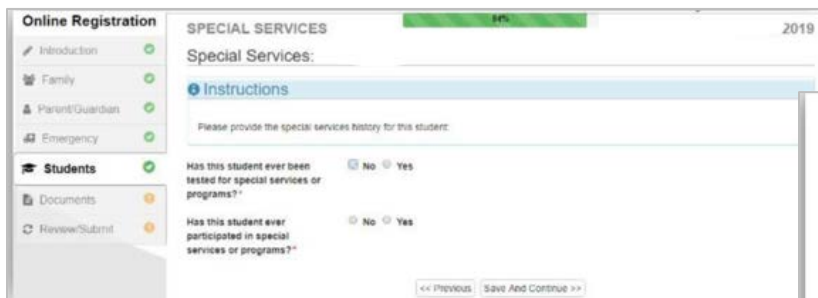 Online Registration
Introduction
Family
Parent/Guardian
Emergency
Students
Documents
Review/Submit
SPECIAL SERVICES
84%
2019
Special Services:
Instructions
Please provide the special services history for this student:
Has this student ever been
tested for special services or
programs?*
No Yes
Has this student ever
participated in special
services or programs?*
No Yes
<< Previous Save And Continue >>